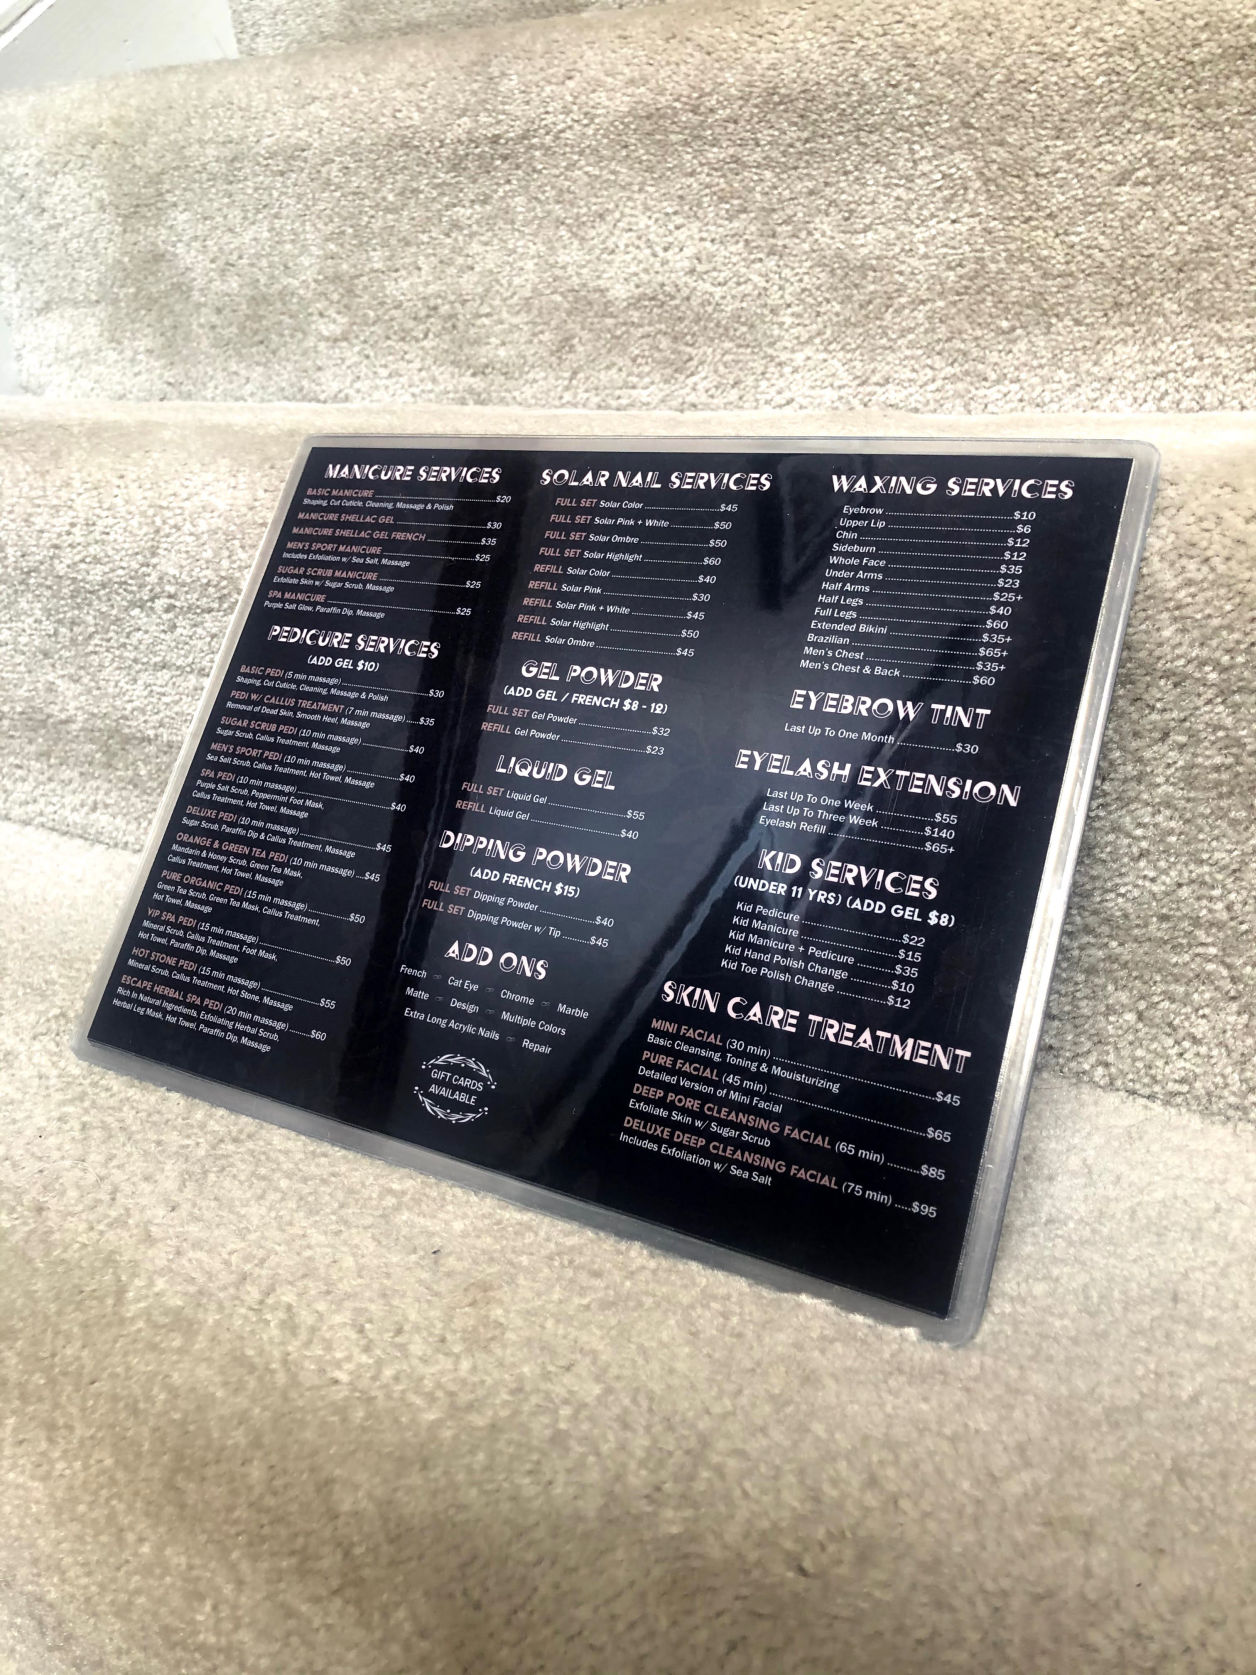 MANICURE SERVICES
BASIC MANICURE ........ $20
Shaping, Cut Cuticle, Cleaning, Massage & Polish
MANICURE SHELLAC GEL ........ $30
MANICURE SHELLAC GEL FRENCH ........ $35
MEN'S SPORT MANICURE ........ $25
Includes Exfoliation w/ Sea Salt, Massage
SUGAR SCRUB MANICURE ........ $25
Exfoliate Skin w/ Sugar Scrub, Massage
SPA MANICURE ........ $25
Purple Salt Glow, Paraffin Dip, Massage
PEDICURE SERVICES
(ADD GEL $10)
BASIC PEDI (5 min massage) ........ $30
Shaping, Cut Cuticle, Cleaning, Massage & Polish
PEDI W/ CALLUS TREATMENT (7 min massage) ..... $35
Removal of Dead Skin, Smooth Heel, Massage
SUGAR SCRUB PEDI (10 min massage) ........ $40
Sugar Scrub, Callus Treatment, Massage
MEN'S SPORT PEDI (10 min massage) ........ $40
Sea Salt Scrub, Callus Treatment, Hot Towel, Massage
SPA PEDI (10 min massage) ........ $40
Purple Salt Scrub, Peppermint Foot Mask,
Callus Treatment, Hot Towel, Massage
DELUXE PEDI (10 min massage) ........ $45
Sugar Scrub, Paraffin Dip & Callus Treatment, Massage
ORANGE & GREEN TEA PEDI (10 min massage) .... $45
Mandarin & Honey Scrub, Green Tea Mask,
Callus Treatment, Hot Towel, Massage
PURE ORGANIC PEDI (15 min massage) ........ $50
Green Tea Scrub, Green Tea Mask, Callus Treatment,
Hot Towel, Massage
VIP SPA PEDI (15 min massage) ........ $50
Mineral Scrub, Callus Treatment, Foot Mask,
Hot Towel, Paraffin Dip, Massage
HOT STONE PEDI (15 min massage) ........ $55
Mineral Scrub, Callus Treatment, Hot Stone, Massage
ESCAPE HERBAL SPA PEDI (20 min massage) ....... $60
Rich In Natural Ingredients, Exfoliating Herbal Scrub,
Herbal Leg Mask, Hot Towel, Paraffin Dip, Massage
SOLAR NAIL SERVICES
FULL SET Solar Color ........ $45
FULL SET Solar Pink + White ........ $50
FULL SET Solar Ombre ........ $50
FULL SET Solar Highlight ........ $60
REFILL Solar Color ........ $40
REFILL Solar Pink ........ $30
REFILL Solar Pink + White ........ $45
REFILL Solar Highlight ........ $50
REFILL Solar Ombre ........ $45
GEL POWDER
(ADD GEL / FRENCH $8 - 12)
FULL SET Gel Powder ........ $32
REFILL Gel Powder ........ $23
LIQUID GEL
FULL SET Liquid Gel ........ $55
REFILL Liquid Gel ........ $40
DIPPING POWDER
(ADD FRENCH $15)
FULL SET Dipping Powder ........ $40
FULL SET Dipping Powder w/ Tip ........ $45
ADD ONS
French Cat Eye Chrome Marble
Matte Design Multiple Colors
Extra Long Acrylic Nails Repair
GIFT CARDS
AVAILABLE
WAXING SERVICES
Eyebrow ........ $10
Upper Lip ........ $6
Chin ........ $12
Sideburn ........ $12
Whole Face ........ $35
Under Arms ........ $23
Half Arms ........ $25+
Half Legs ........ $40
Full Legs ........ $60
Extended Bikini ........ $35+
Brazilian ........ $65+
Men's Chest ........ $35+
Men's Chest & Back ........ $60
EYEBROW TINT
Last Up To One Month ........ $30
EYELASH EXTENSION
Last Up To One Week ........ $55
Last Up To Three Week ........ $140
Eyelash Refill ........ $65+
KID SERVICES
(UNDER 11 YRS) (ADD GEL $8)
Kid Pedicure ........ $22
Kid Manicure ........ $15
Kid Manicure + Pedicure ........ $35
Kid Hand Polish Change ........ $10
Kid Toe Polish Change ........ $12
SKIN CARE TREATMENT
MINI FACIAL (30 min) ........ $45
Basic Cleansing, Toning & Mouisturizing
PURE FACIAL (45 min) ........ $65
Detailed Version of Mini Facial
DEEP PORE CLEANSING FACIAL (65 min) ........ $85
Exfoliate Skin w/ Sugar Scrub
DELUXE DEEP CLEANSING FACIAL (75 min) ..... $95
Includes Exfoliation w/ Sea Salt